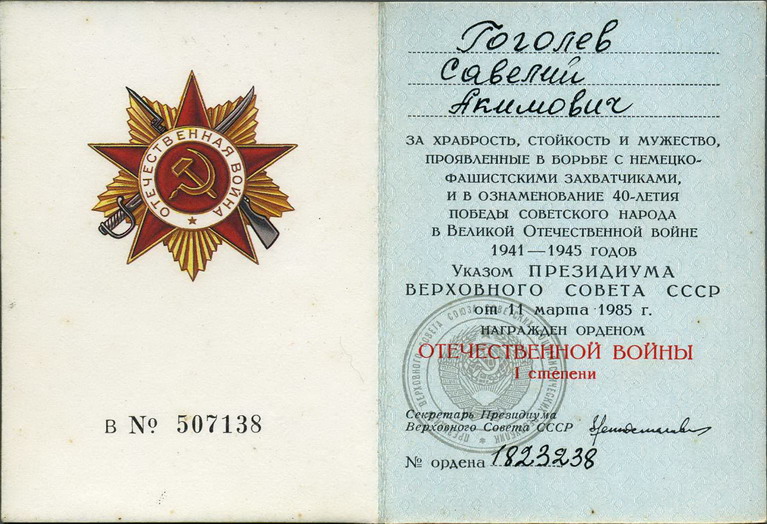 ОТЕЧЕСТВЕННАЯ ВОЙНА
В № 507138
Гоголев
Савелий
Акимович
ЗА ХРАБРОСТЬ, СТОЙКОСТЬ И МУЖЕСТВО,
ПРОЯВЛЕННЫЕ В БОРЬБЕ С НЕМЕЦКО-
ФАШИСТСКИМИ ЗАХВАТЧИКАМИ,
И В ОЗНАМЕНОВАНИЕ 40-ЛЕТИЯ
ПОБЕДЫ СОВЕТСКОГО НАРОДА
В ВЕЛИКОЙ ОТЕЧЕСТВЕННОЙ ВОЙНЕ
1941—1945 ГОДОВ
УКАЗОМ ПРЕЗИДИУМА
ВЕРХОВНОГО СОВЕТА СССР
от 11 марта 1985 г.
НАГРАЖДЕН ОРДЕНОМ
ОТЕЧЕСТВЕННОЙ ВОЙНЫ
I степени
Секретарь Президиума
Верховного Совета СССР
№ ордена 1823238